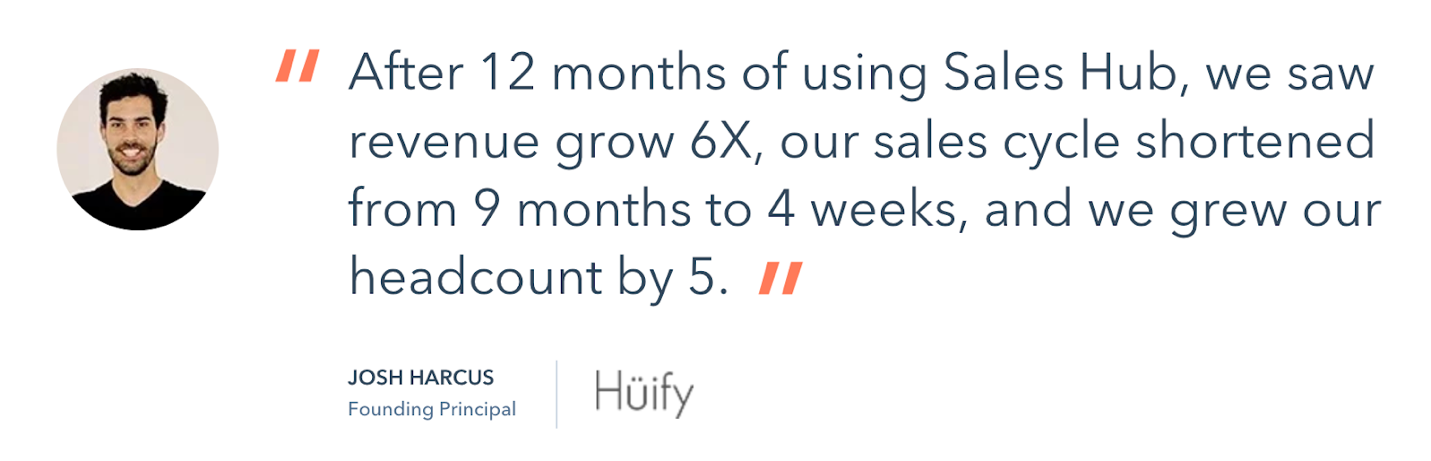 " After 12 months of using Sales Hub, we saw
revenue grow 6X, our sales cycle shortened
from 9 months to 4 weeks, and we grew our
headcount by 5. "
JOSH HARCUS
Founding Principal
Hüify